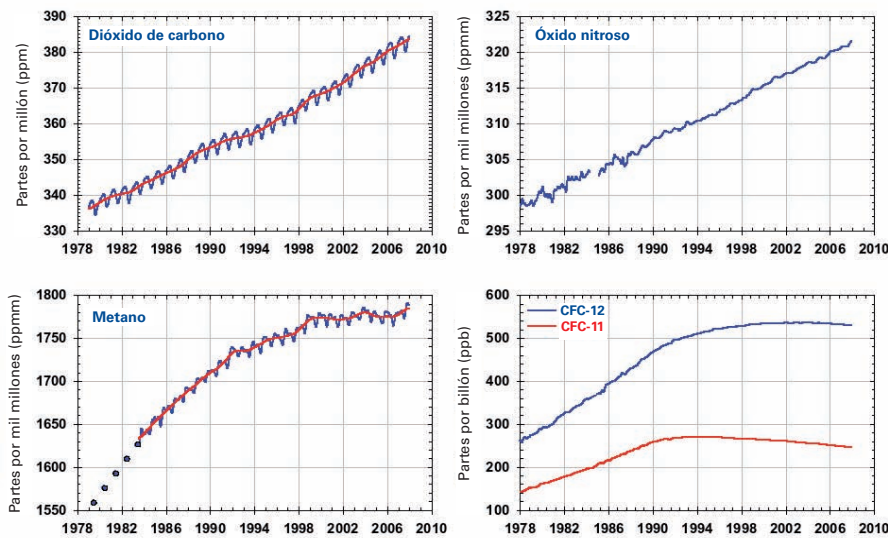 Dióxido de carbono
Partes por millón (ppm)
390
380
370
360
350
340
330
1978 1982 1986 1990 1994 1998 2002 2006 2010
Óxido nitroso
Partes por mil millones (ppmm)
325
320
315
310
305
300
295
1978 1982 1986 1990 1994 1998 2002 2006 2010
Metano
Partes por mil millones (ppmm)
1800
1750
1700
1650
1600
1550
1978 1982 1986 1990 1994 1998 2002 2006 2010
CFC-12
CFC-11
Partes por billón (ppb)
600
500
400
300
200
100
1978 1982 1986 1990 1994 1998 2002 2006 2010